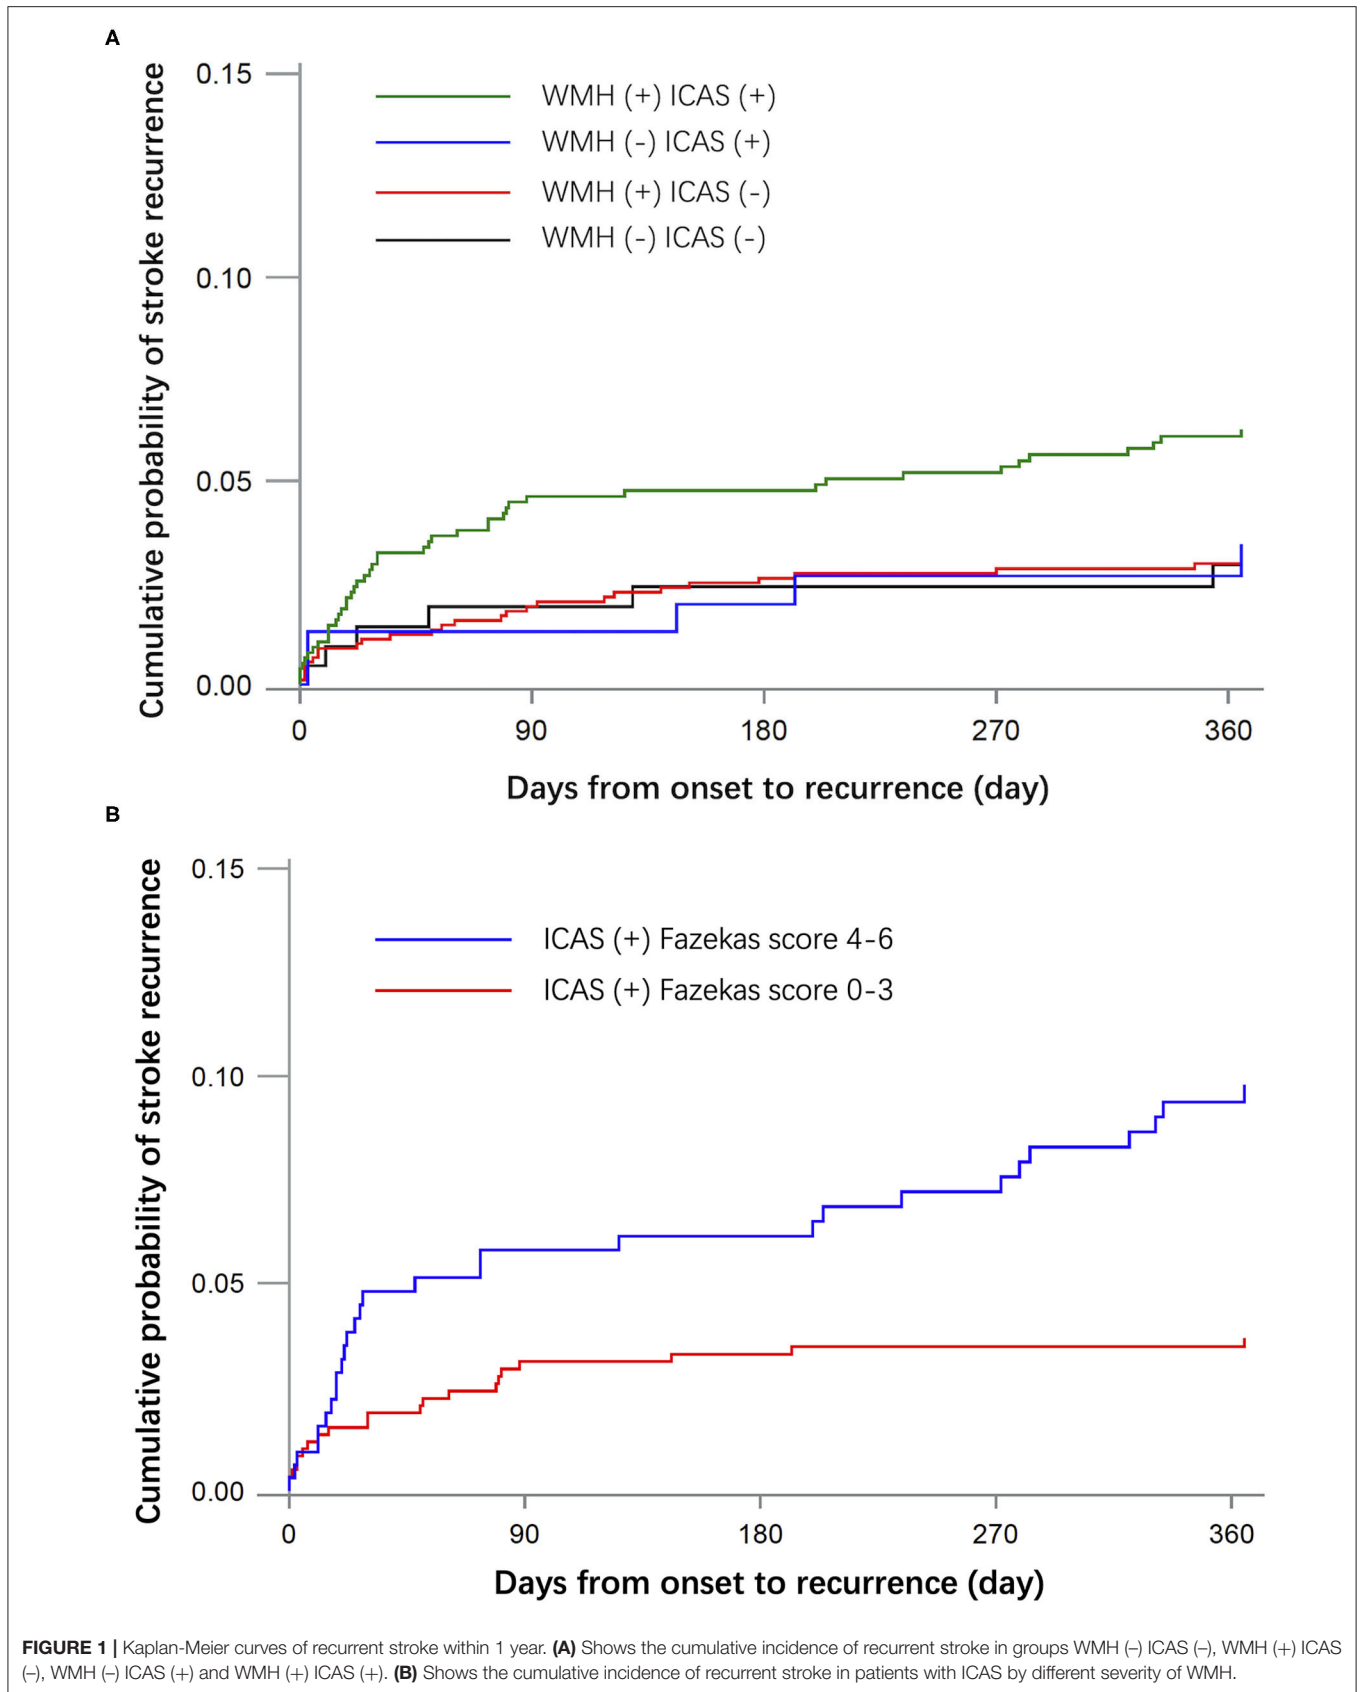 A
Cumulative probability of stroke recurrence
0.15
0.10
0.05
0.00
WMH (+) ICAS (+)
WMH (-) ICAS (+)
WMH (+) ICAS (-)
WMH (-) ICAS (-)
0 90 180 270 360
Days from onset to recurrence (day)
B
Cumulative probability of stroke recurrence
0.15
0.10
0.05
0.00
ICAS (+) Fazekas score 4-6
ICAS (+) Fazekas score 0-3
0 90 180 270 360
Days from onset to recurrence (day)
FIGURE 1 | Kaplan-Meier curves of recurrent stroke within 1 year. (A) Shows the cumulative incidence of recurrent stroke in groups WMH (–) ICAS (–), WMH (+) ICAS
(–), WMH (–) ICAS (+) and WMH (+) ICAS (+). (B) Shows the cumulative incidence of recurrent stroke in patients with ICAS by different severity of WMH.